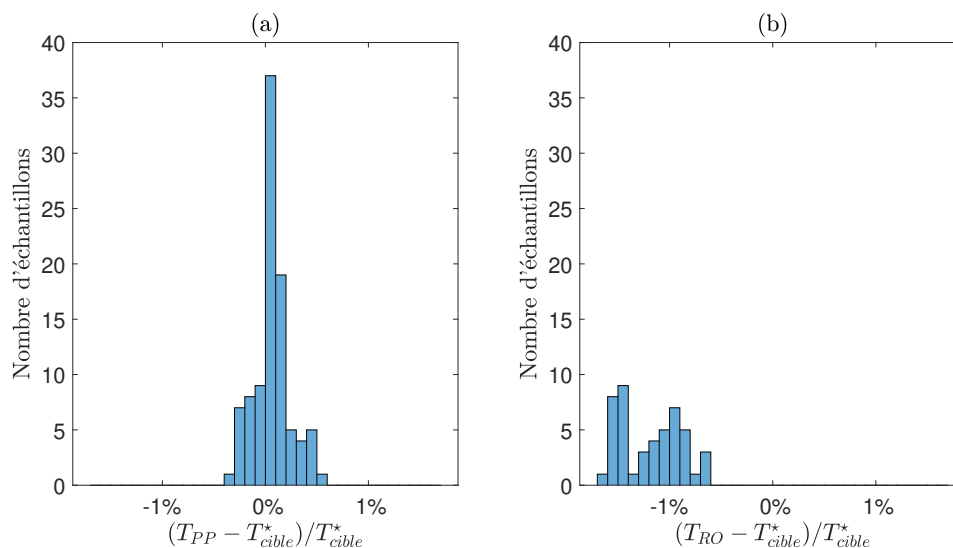 (a)
40
35
30
25
20
15
10
5
0
Nombre d'échantillons
-1% 0% 1%
(T_{PP} − T^⋆_{cible})/T^⋆_{cible}
(b)
40
35
30
25
20
15
10
5
0
Nombre d'échantillons
-1% 0% 1%
(T_{RO} − T^⋆_{cible})/T^⋆_{cible}